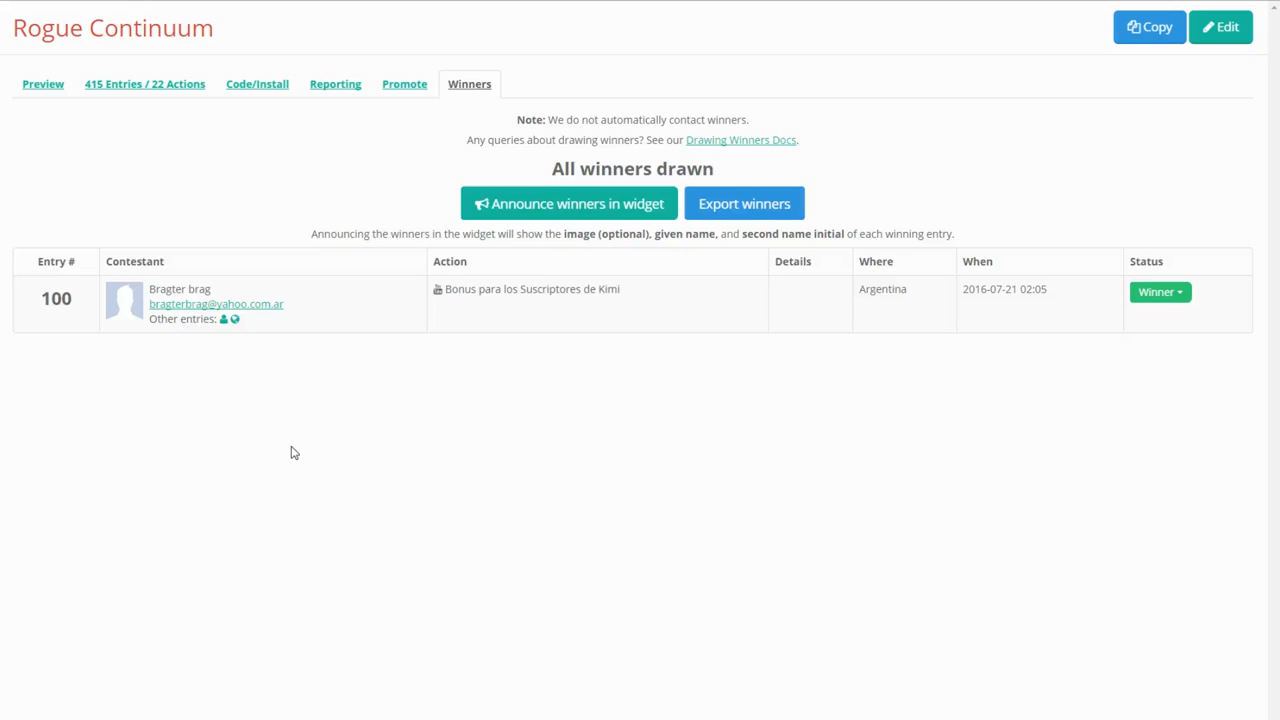 Rogue Continuum
Copy
Edit
Preview
415 Entries / 22 Actions
Code/Install
Reporting
Promote
Winners
Note: We do not automatically contact winners.
Any queries about drawing winners? See our Drawing Winners Docs.
All winners drawn
Announce winners in widget
Export winners
Announcing the winners in the widget will show the image (optional), given name, and second name initial of each winning entry.
Entry # Contestant Action Details Where When Status
100
Bragter brag
bragterbrag@yahoo.com.ar
Other entries:
Bonus para los Suscriptores de Kimi
Argentina
2016-07-21 02:05
Winner